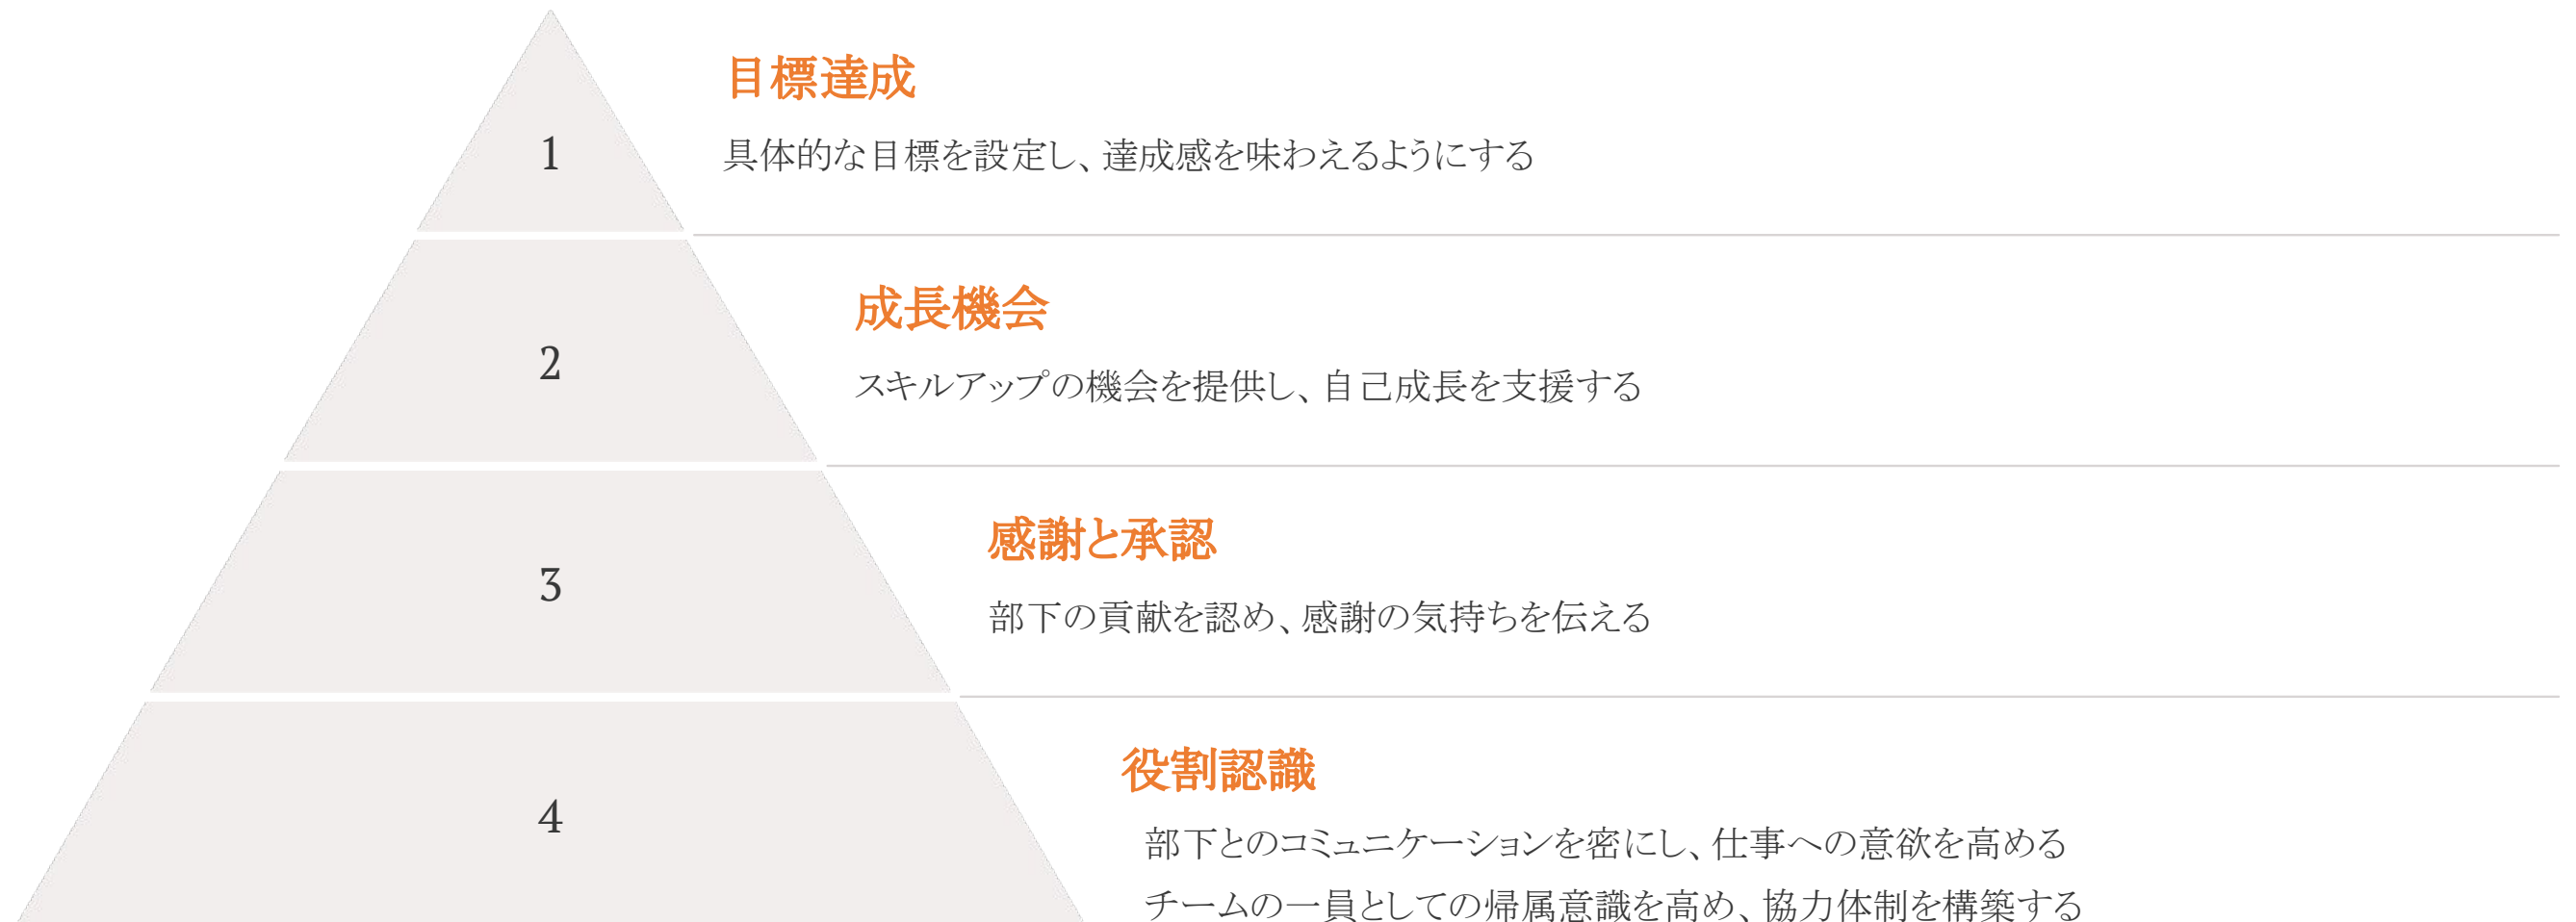 1
目標達成
具体的な目標を設定し、達成感を味わえるようにする
2
成長機会
スキルアップの機会を提供し、自己成長を支援する
3
感謝と承認
部下の貢献を認め、感謝の気持ちを伝える
4
役割認識
部下とのコミュニケーションを密にし、仕事への意欲を高める
チームの一員としての帰属意識を高め、協力体制を構築する